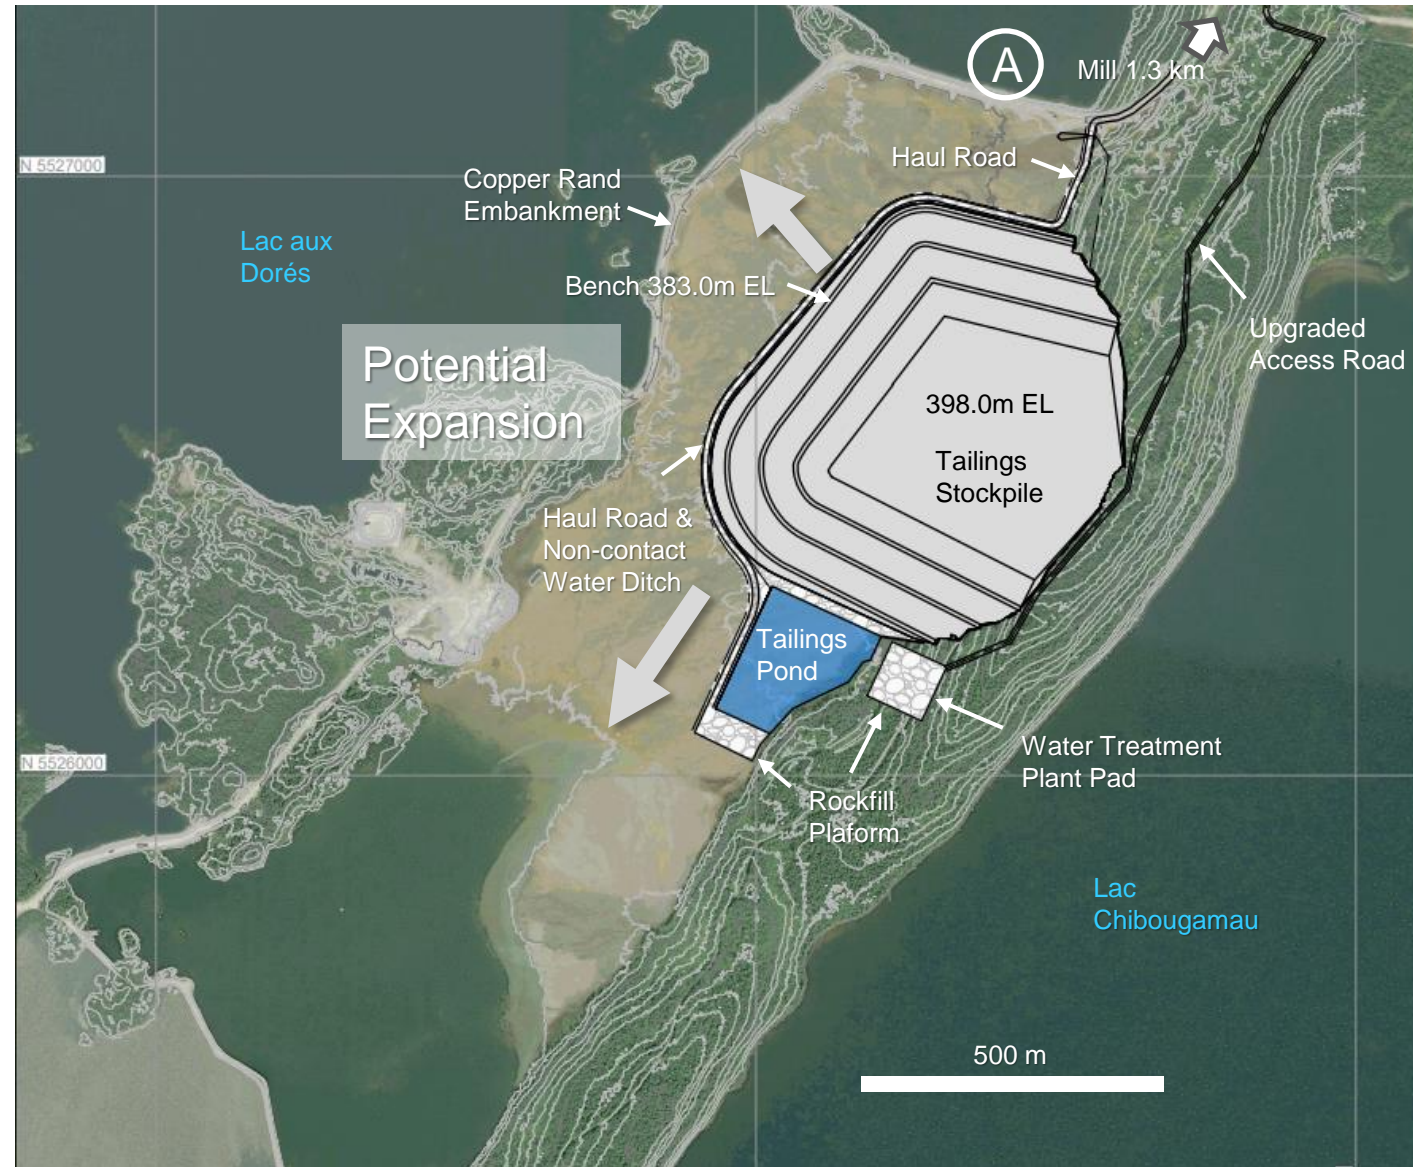 A
Mill 1.3 km
N 5527000
Haul Road
Copper Rand
Embankment
Lac aux
Dorés
Bench 383.0m EL
Upgraded
Access Road
Potential
Expansion
398.0m EL
Tailings
Stockpile
Haul Road &
Non-contact
Water Ditch
Tailings
Pond
Water Treatment
Plant Pad
N 5526000
Rockfill
Plaform
Lac
Chibougamau
500 m